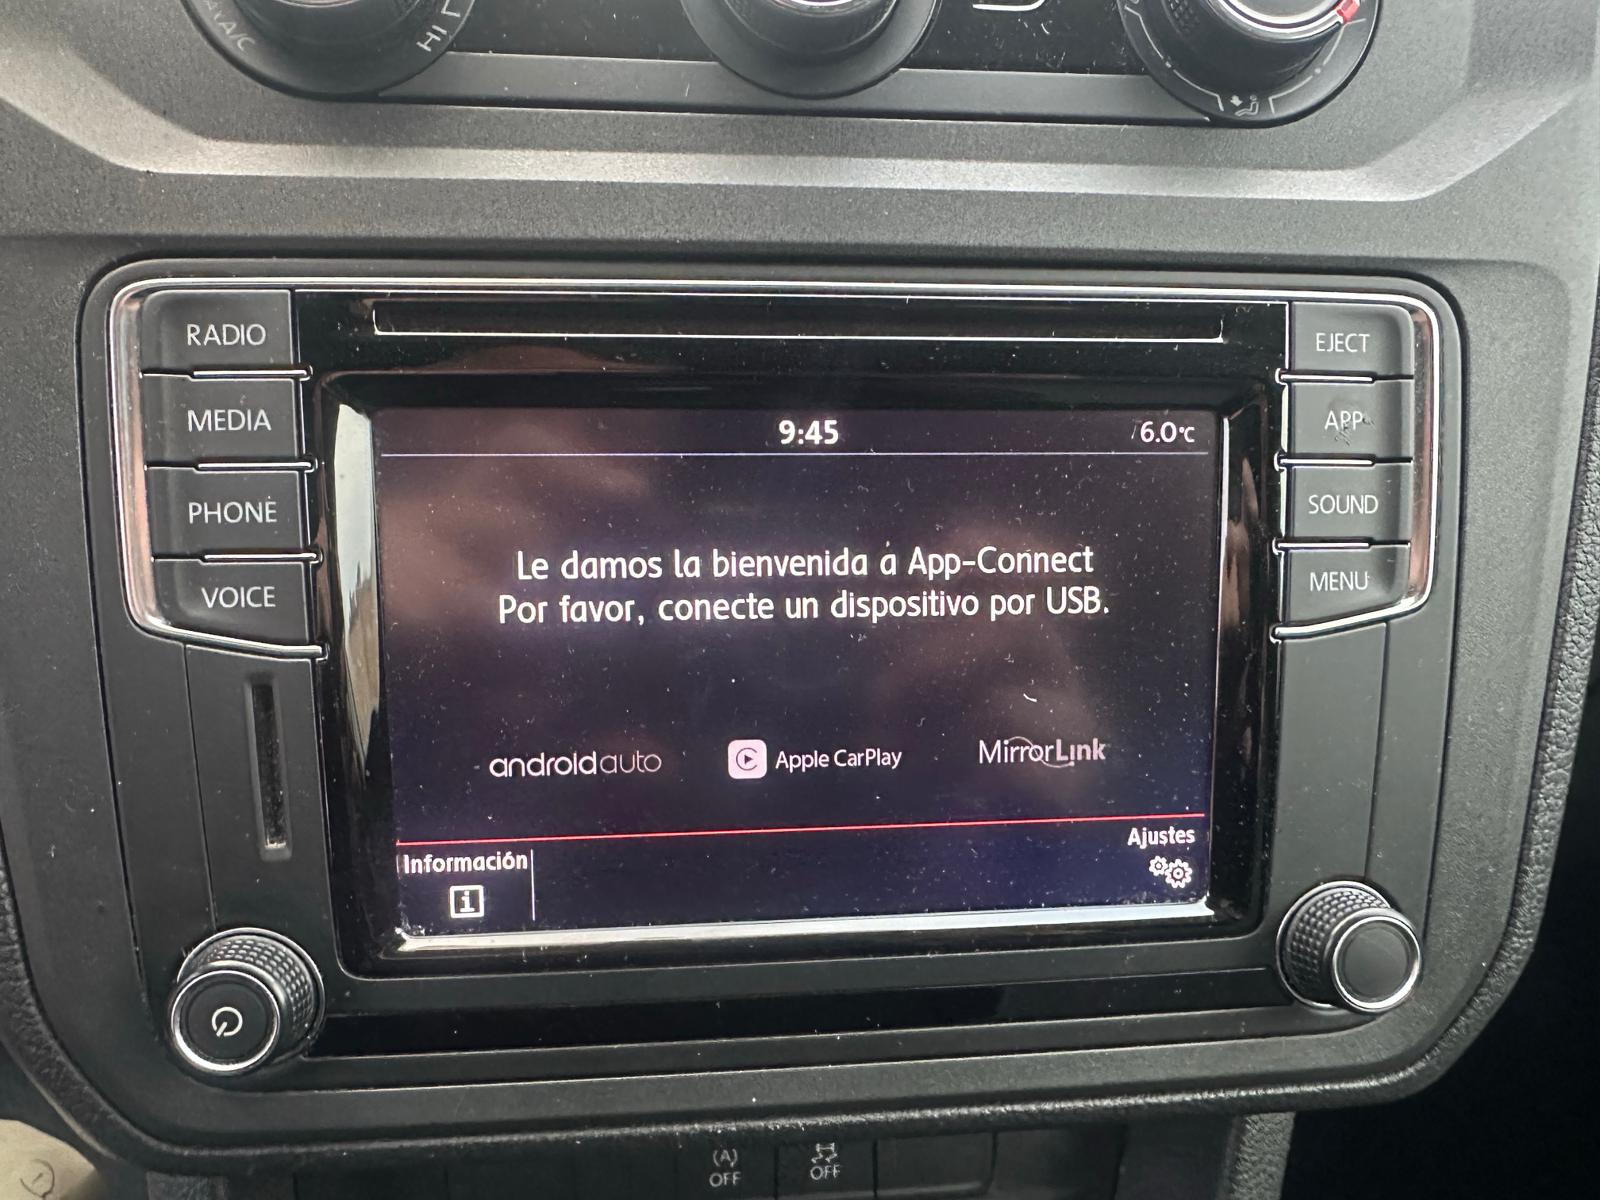 A/C
HI
RADIO
EJECT
MEDIA
9:45
6.0°C
APP
PHONE
SOUND
Le damos la bienvenida a App-Connect
Por favor, conecte un dispositivo por USB.
VOICE
MENU
androidauto
Apple CarPlay
MirrorLink
Ajustes
Información
i
(A)
OFF
OFF